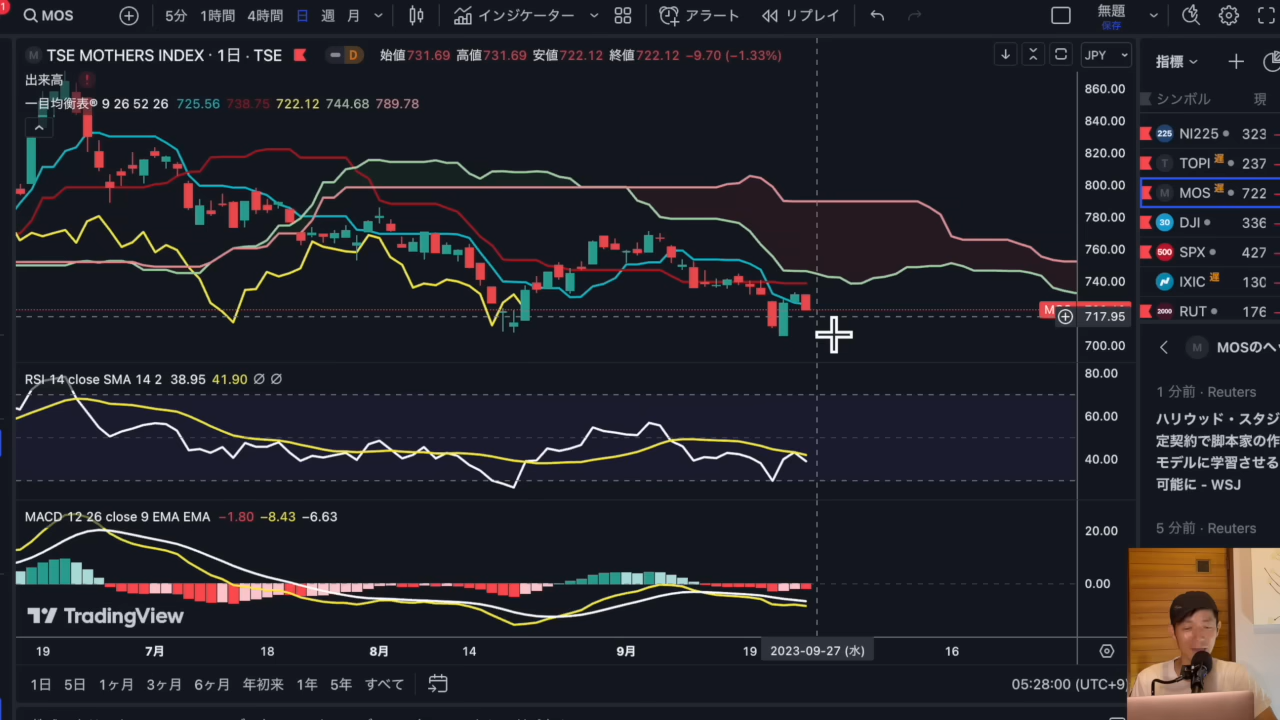 MOS
5分 1時間 4時間 日 週 月
インジケーター
アラート
リプレイ
無題
保存
M TSE MOTHERS INDEX · 1日 · TSE
D
始値731.69 高値731.69 安値722.12 終値722.12 −9.70 (−1.33%)
JPY
出来高
一目均衡表® 9 26 52 26 725.56 738.75 722.12 744.68 789.78
860.00
840.00
820.00
800.00
780.00
760.00
740.00
717.95
700.00
RSI 14 close SMA 14 2 38.95 41.90 ∅ ∅
80.00
60.00
40.00
MACD 12 26 close 9 EMA EMA −1.80 −8.43 −6.63
20.00
0.00
TradingView
19 7月 18 8月 14 9月 19 2023-09-27 (水) 16
1日 5日 1ヶ月 3ヶ月 6ヶ月 年初来 1年 5年 すべて
05:28:00 (UTC+9)
指標
シンボル 現
225 NI225 323
T TOPI 遅 237
M MOS 遅 722
30 DJI 336
500 SPX 427
IXIC 遅 130
2000 RUT 176
M MOSのヘッ
1 分前 · Reuters
ハリウッド・スタジ
定契約で脚本家の作
モデルに学習させる
可能に - WSJ
5 分前 · Reuters